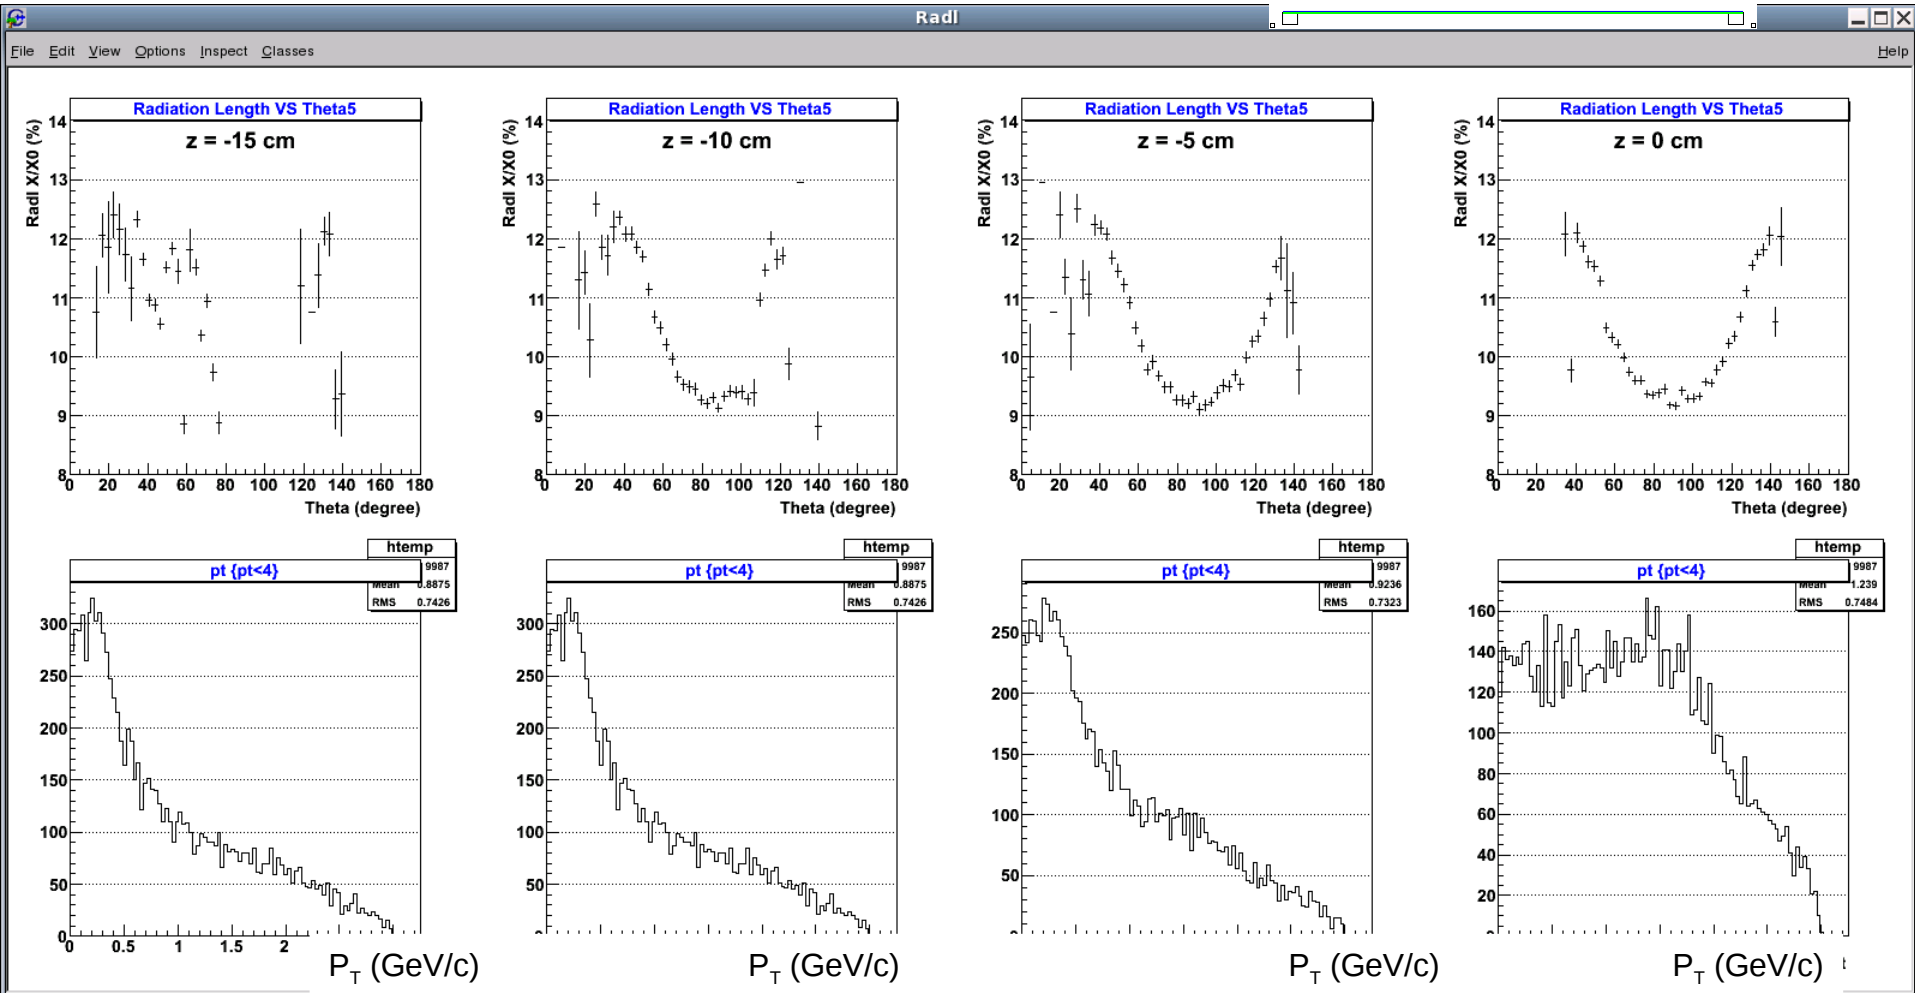 Radl
File Edit View Options Inspect Classes Help
Radiation Length VS Theta5
z = -15 cm
Radl X/X0 (%)
14
13
12
11
10
9
8
0 20 40 60 80 100 120 140 160 180
Theta (degree)
Radiation Length VS Theta5
z = -10 cm
Radl X/X0 (%)
14
13
12
11
10
9
8
0 20 40 60 80 100 120 140 160 180
Theta (degree)
Radiation Length VS Theta5
z = -5 cm
Radl X/X0 (%)
14
13
12
11
10
9
8
0 20 40 60 80 100 120 140 160 180
Theta (degree)
Radiation Length VS Theta5
z = 0 cm
Radl X/X0 (%)
14
13
12
11
10
9
8
0 20 40 60 80 100 120 140 160 180
Theta (degree)
pt {pt<4}
htemp
9987
Mean 0.8875
RMS 0.7426
300
250
200
150
100
50
0
0 0.5 1 1.5 2
P_T (GeV/c)
pt {pt<4}
htemp
9987
Mean 0.8875
RMS 0.7426
300
250
200
150
100
50
P_T (GeV/c)
pt {pt<4}
htemp
9987
Mean 0.9236
RMS 0.7323
250
200
150
100
50
P_T (GeV/c)
pt {pt<4}
htemp
9987
Mean 1.239
RMS 0.7484
160
140
120
100
80
60
40
20
P_T (GeV/c)